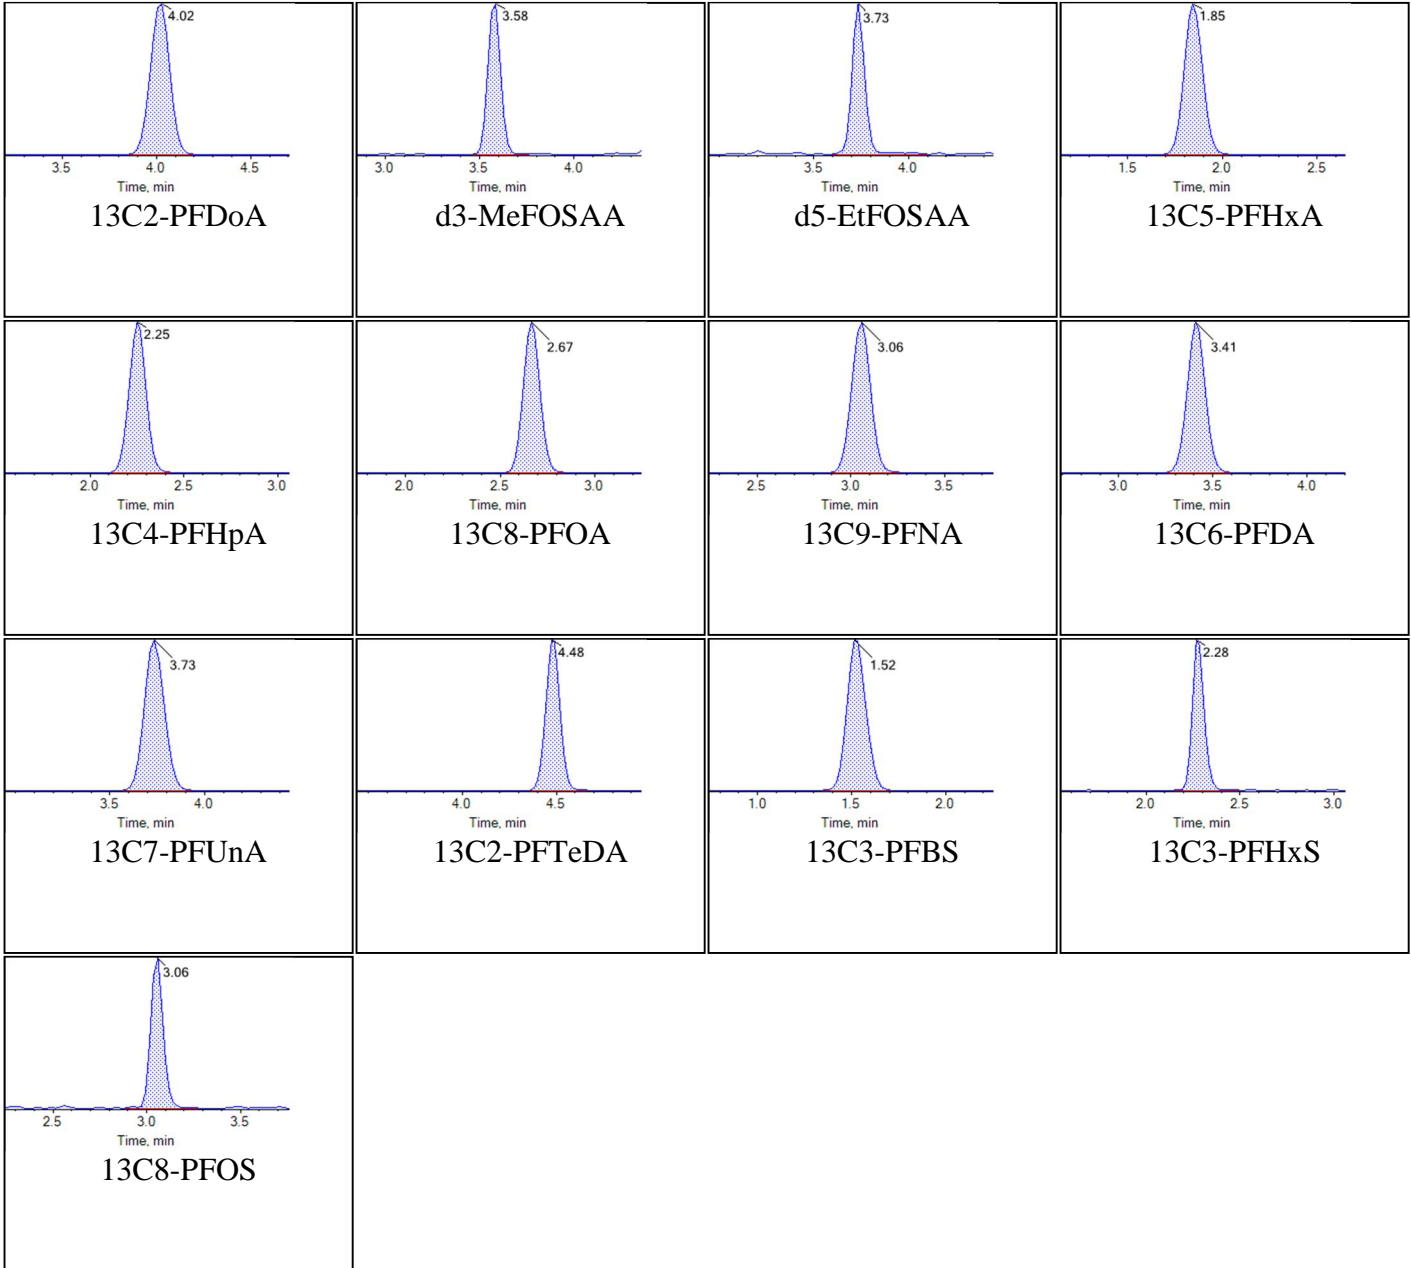 4.02
3.5 4.0 4.5
Time, min
13C2-PFDoA
3.58
3.0 3.5 4.0
Time, min
d3-MeFOSAA
3.73
3.5 4.0
Time, min
d5-EtFOSAA
1.85
1.5 2.0 2.5
Time, min
13C5-PFHxA
2.25
2.0 2.5 3.0
Time, min
13C4-PFHpA
2.67
2.0 2.5 3.0
Time, min
13C8-PFOA
3.06
2.5 3.0 3.5
Time, min
13C9-PFNA
3.41
3.0 3.5 4.0
Time, min
13C6-PFDA
3.73
3.5 4.0
Time, min
13C7-PFUnA
4.48
4.0 4.5
Time, min
13C2-PFTeDA
1.52
1.0 1.5 2.0
Time, min
13C3-PFBS
2.28
2.0 2.5 3.0
Time, min
13C3-PFHxS
3.06
2.5 3.0 3.5
Time, min
13C8-PFOS